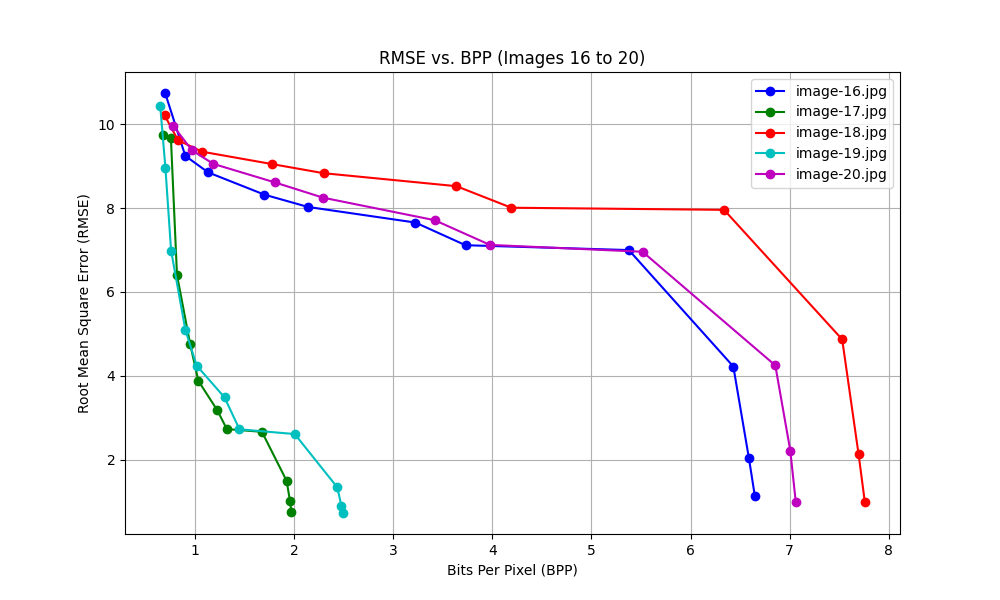 RMSE vs. BPP (Images 16 to 20)
image-16.jpg
image-17.jpg
image-18.jpg
image-19.jpg
image-20.jpg
Root Mean Square Error (RMSE)
10
8
6
4
2
1 2 3 4 5 6 7 8
Bits Per Pixel (BPP)